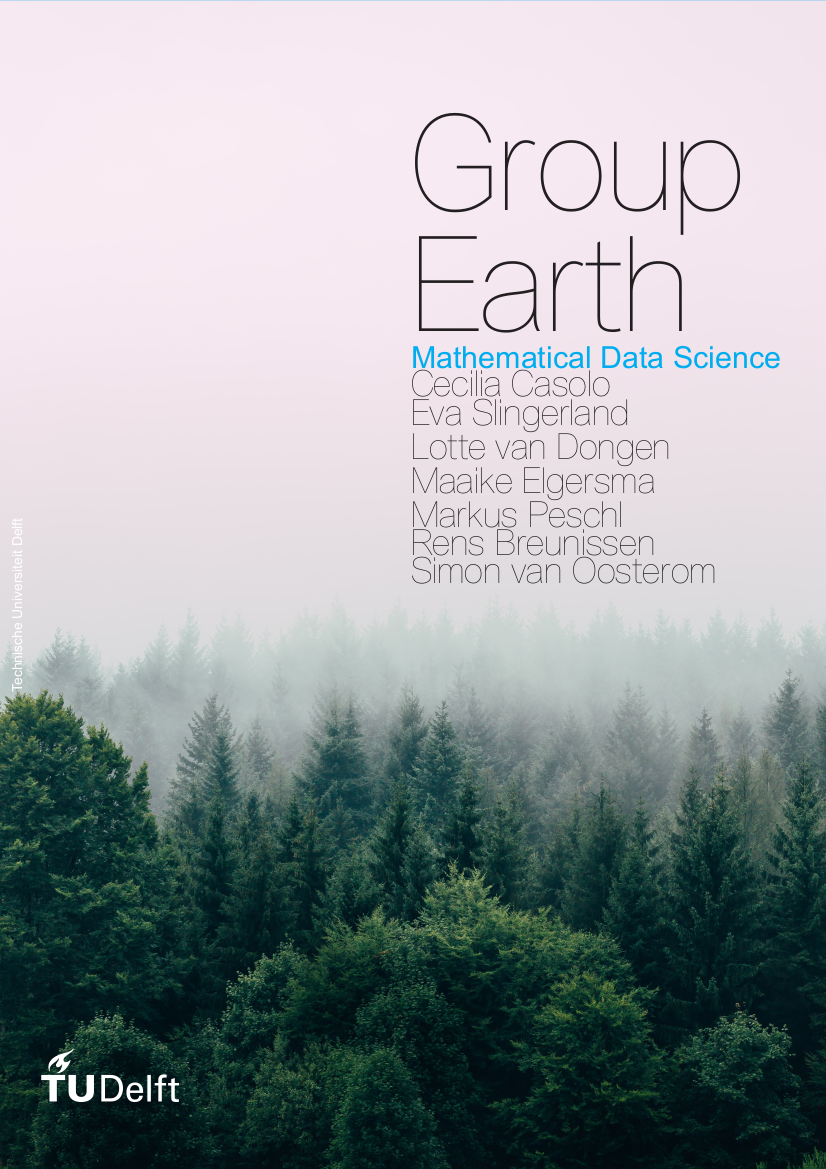 Group
Earth
Mathematical Data Science
Cecilia Casolo
Eva Slingerland
Lotte van Dongen
Maaike Elgersma
Markus Peschl
Rens Breunissen
Simon van Oosterom
Technische Universiteit Delft
TUDelft